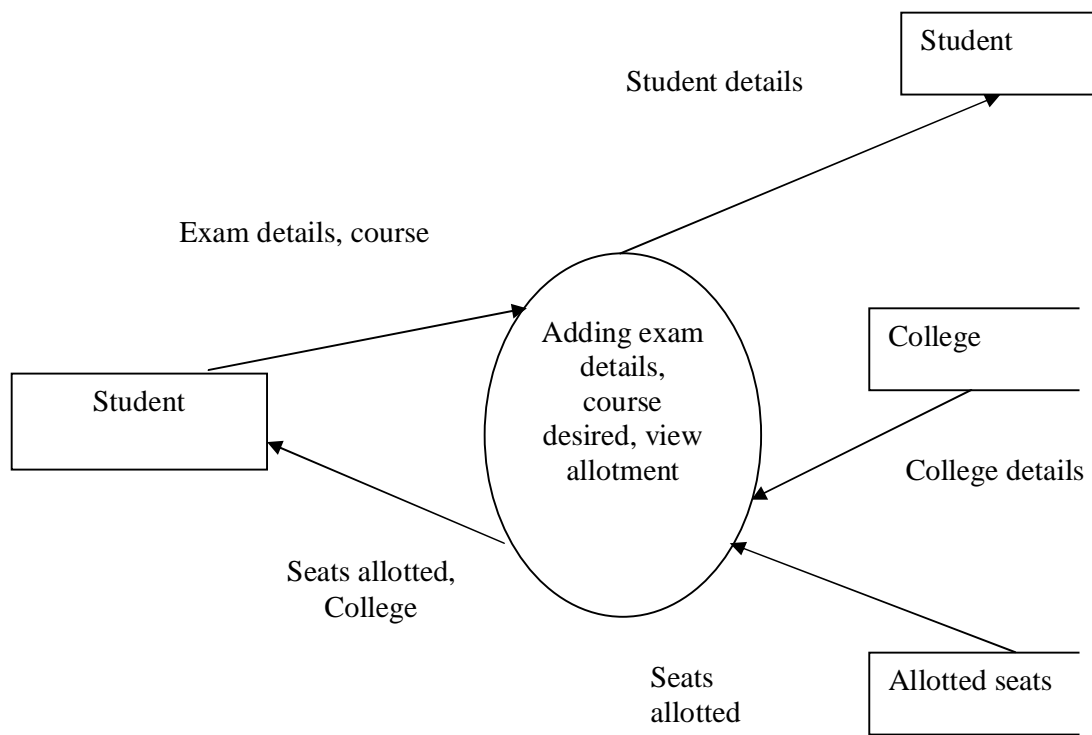 Student
Student details
Exam details, course
Adding exam
details,
course
desired, view
allotment
College
Student
College details
Seats allotted,
College
Seats
allotted
Allotted seats